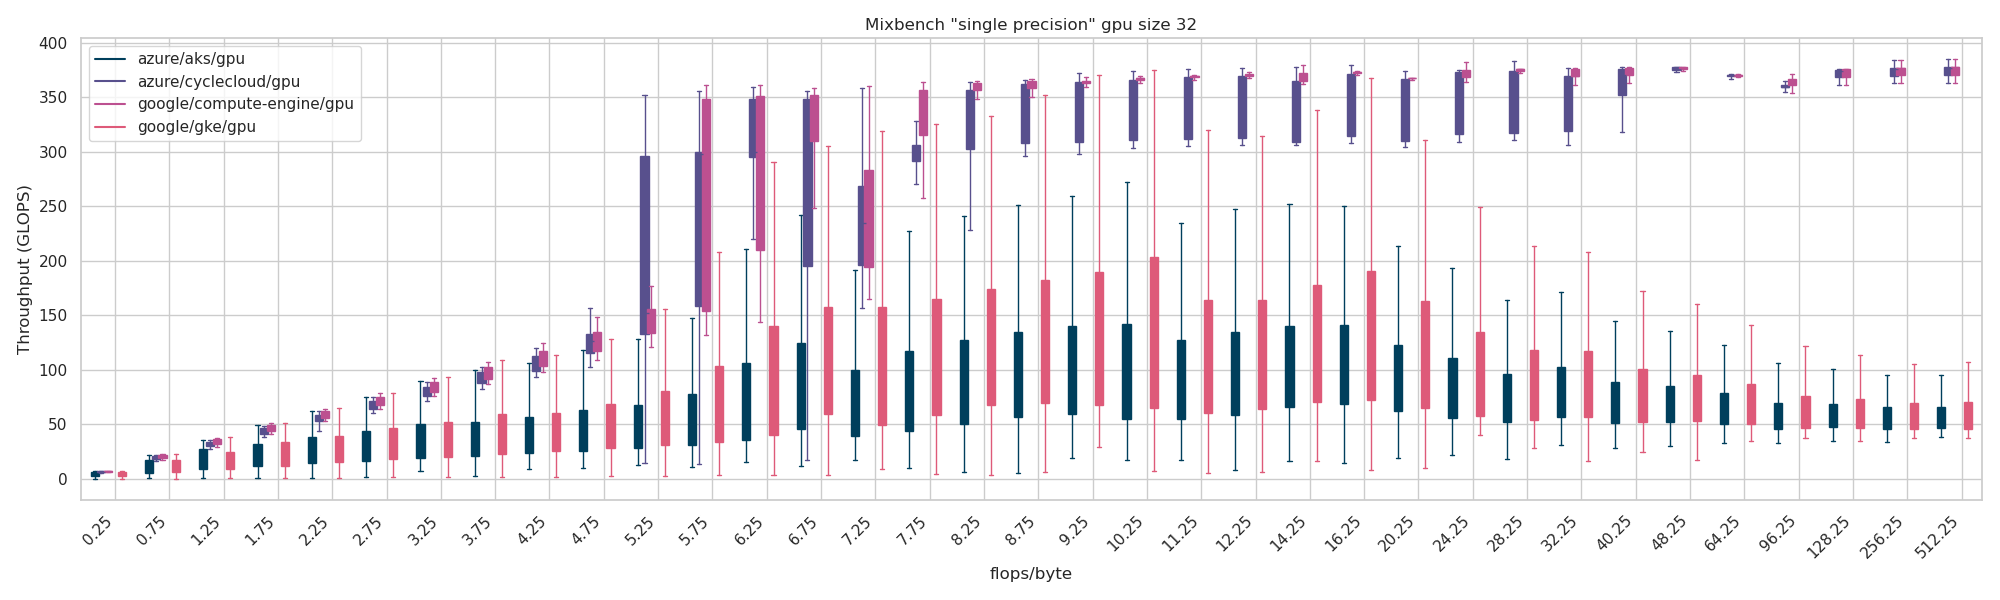 Mixbench "single precision" gpu size 32
azure/aks/gpu
azure/cyclecloud/gpu
google/compute-engine/gpu
google/gke/gpu
Throughput (GLOPS)
400
350
300
250
200
150
100
50
0
0.25 0.75 1.25 1.75 2.25 2.75 3.25 3.75 4.25 4.75 5.25 5.75 6.25 6.75 7.25 7.75 8.25 8.75 9.25 10.25 11.25 12.25 14.25 16.25 20.25 24.25 28.25 32.25 40.25 48.25 64.25 96.25 128.25 256.25 512.25
flops/byte